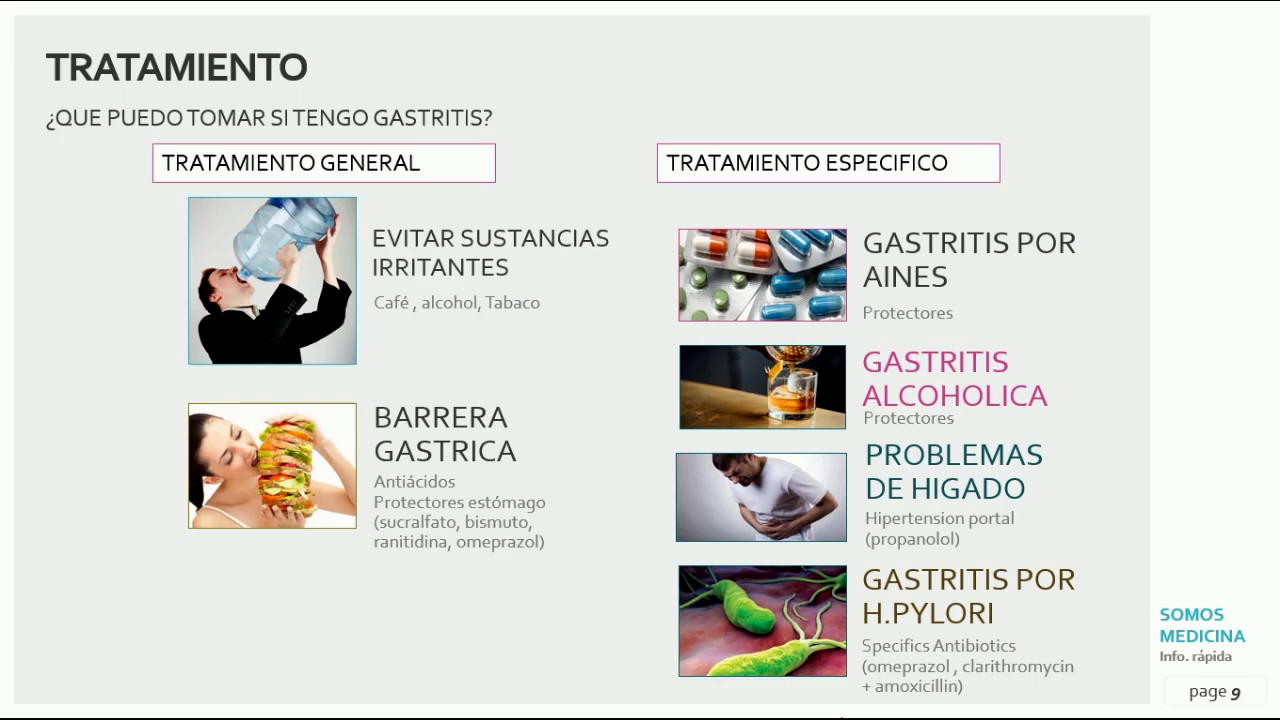 TRATAMIENTO
¿QUE PUEDO TOMAR SI TENGO GASTRITIS?
TRATAMIENTO GENERAL
EVITAR SUSTANCIAS
IRRITANTES
Café , alcohol, Tabaco
BARRERA
GASTRICA
Antiácidos
Protectores estómago
(sucralfato, bismuto,
ranitidina, omeprazol)
TRATAMIENTO ESPECIFICO
GASTRITIS POR
AINES
Protectores
GASTRITIS
ALCOHOLICA
Protectores
PROBLEMAS
DE HIGADO
Hipertension portal
(propanolol)
GASTRITIS POR
H.PYLORI
Specifics Antibiotics
(omeprazol , clarithromycin
+ amoxicillin)
SOMOS
MEDICINA
Info. rápida
page 9